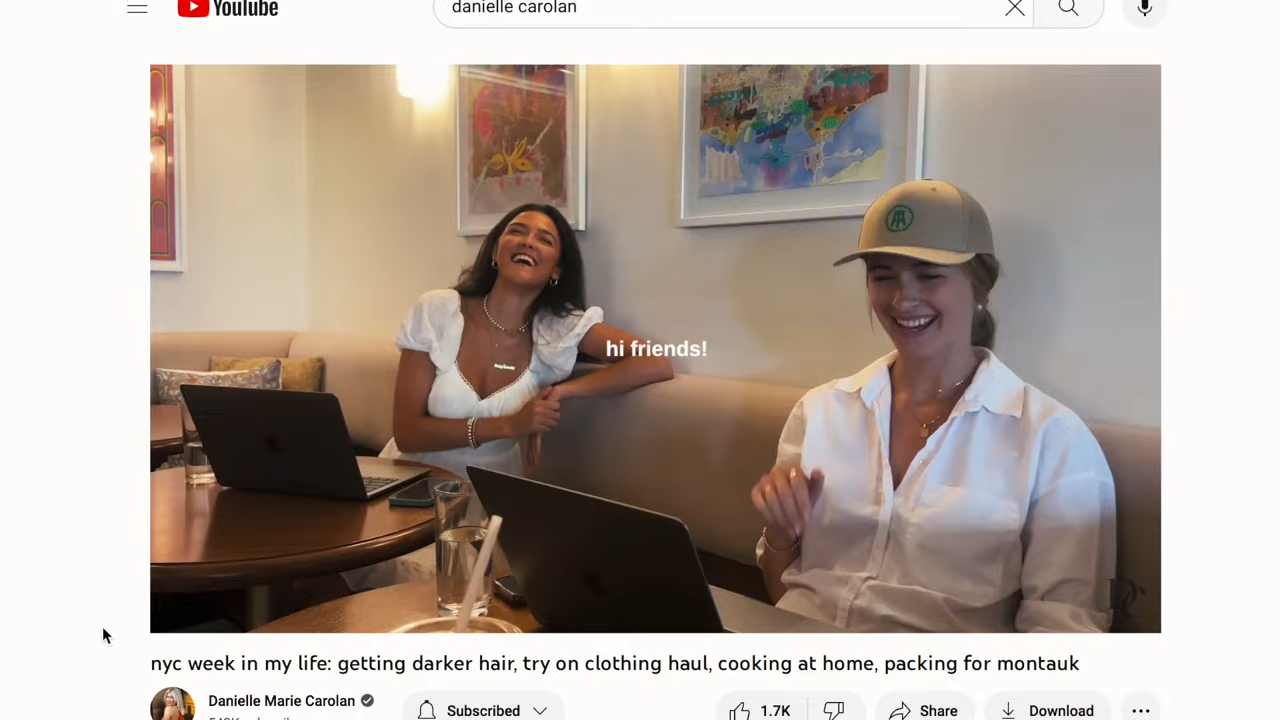 YouTube
danielle carolan
hi friends!
nyc week in my life: getting darker hair, try on clothing haul, cooking at home, packing for montauk
Danielle Marie Carolan
Subscribed
1.7K
Share
Download